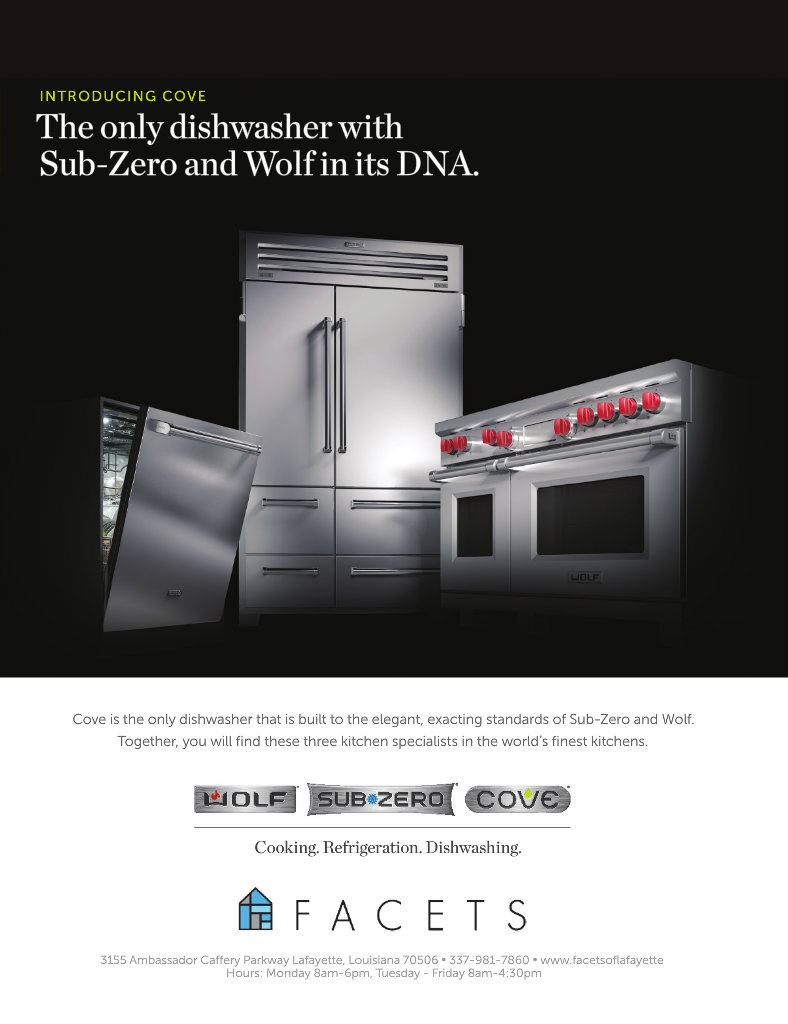 INTRODUCING COVE
The only dishwasher with
Sub-Zero and Wolf in its DNA.
WOLF
Cove is the only dishwasher that is built to the elegant, exacting standards of Sub-Zero and Wolf.
Together, you will find these three kitchen specialists in the world’s finest kitchens.
WOLF SUB ZERO COVE
Cooking. Refrigeration. Dishwashing.
FACETS
3155 Ambassador Caffery Parkway Lafayette, Louisiana 70506 • 337-981-7860 • www.facetsoflafayette
Hours: Monday 8am-6pm, Tuesday - Friday 8am-4:30pm